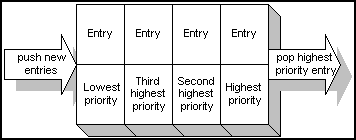 push new
entries
Entry
Entry
Entry
Entry
Lowest
priority
Third
highest
priority
Second
highest
priority
Highest
priority
pop highest
priority entry